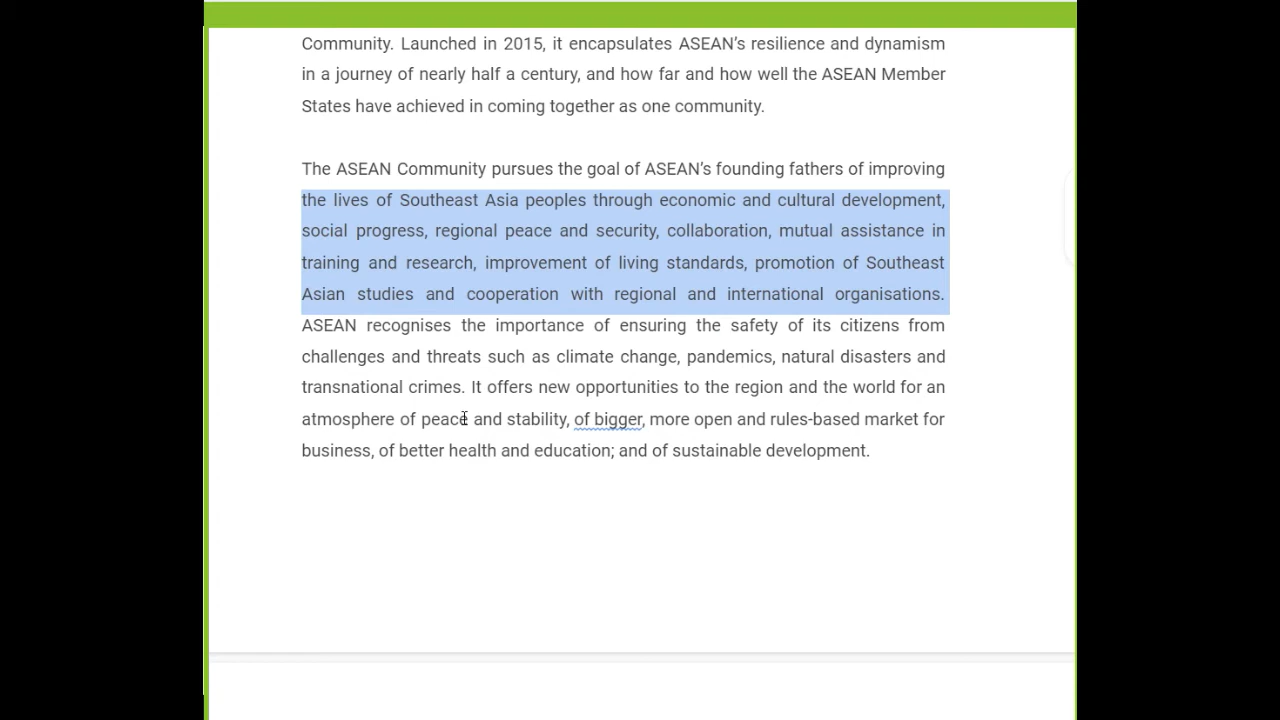 Community. Launched in 2015, it encapsulates ASEAN’s resilience and dynamism
in a journey of nearly half a century, and how far and how well the ASEAN Member
States have achieved in coming together as one community.
The ASEAN Community pursues the goal of ASEAN’s founding fathers of improving
the lives of Southeast Asia peoples through economic and cultural development,
social progress, regional peace and security, collaboration, mutual assistance in
training and research, improvement of living standards, promotion of Southeast
Asian studies and cooperation with regional and international organisations.
ASEAN recognises the importance of ensuring the safety of its citizens from
challenges and threats such as climate change, pandemics, natural disasters and
transnational crimes. It offers new opportunities to the region and the world for an
atmosphere of peace and stability, of bigger, more open and rules-based market for
business, of better health and education; and of sustainable development.